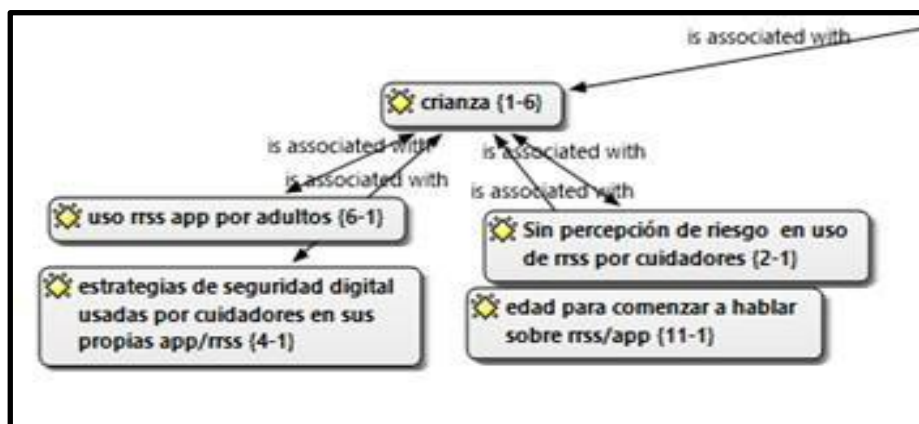 is associated with
crianza {1-6}
is associated with
is associated with
is associated with
is associated with
uso rrss app por adultos {6-1}
Sin percepción de riesgo en uso
de rrss por cuidadores {2-1}
estrategias de seguridad digital
usadas por cuidadores en sus
propias app/rrss {4-1}
edad para comenzar a hablar
sobre rrss/app {11-1}